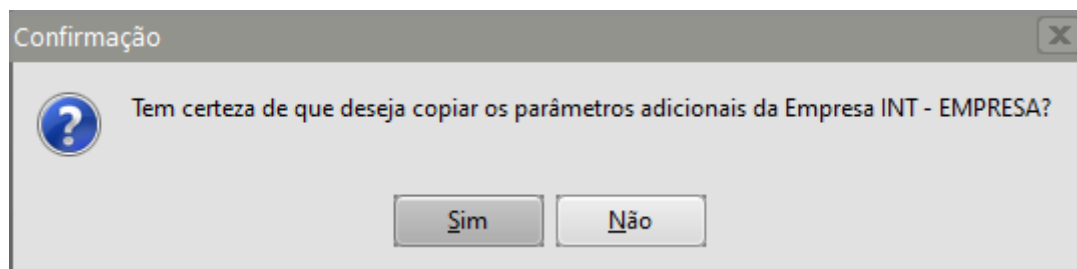 Confirmação
Tem certeza de que deseja copiar os parâmetros adicionais da Empresa INT - EMPRESA?
Sim
Não